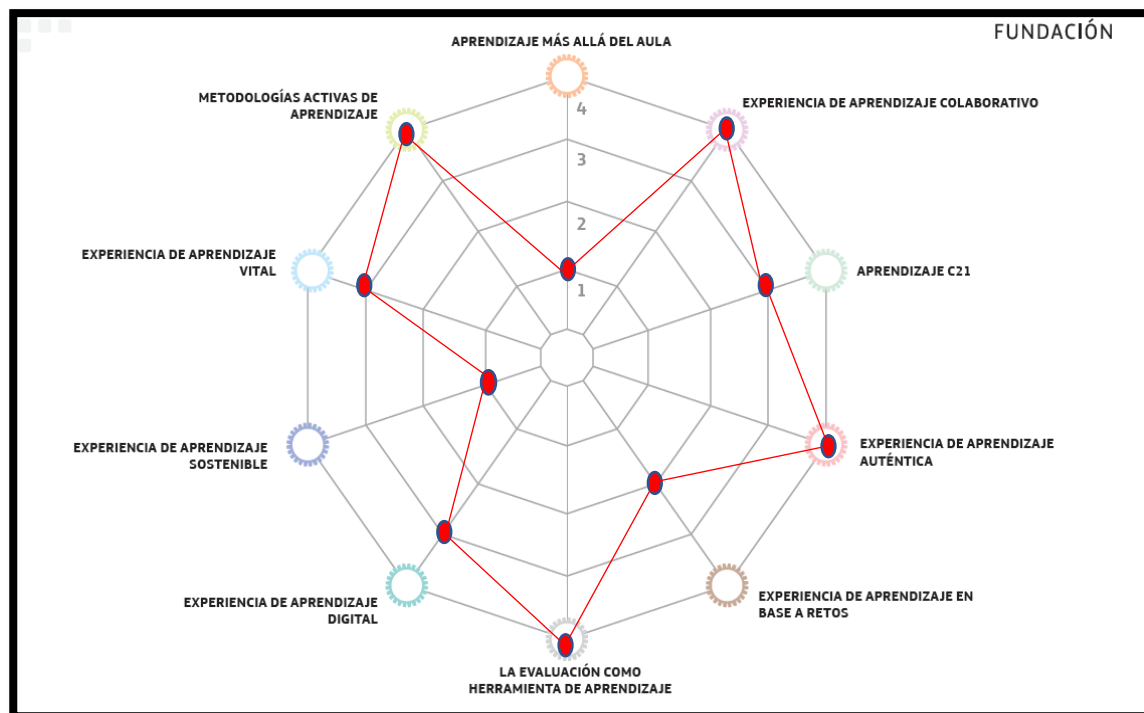 FUNDACIÓN
APRENDIZAJE MÁS ALLÁ DEL AULA
METODOLOGÍAS ACTIVAS DE
APRENDIZAJE
EXPERIENCIA DE APRENDIZAJE COLABORATIVO
4
3
2
1
EXPERIENCIA DE APRENDIZAJE
VITAL
APRENDIZAJE C21
EXPERIENCIA DE APRENDIZAJE
SOSTENIBLE
EXPERIENCIA DE APRENDIZAJE
AUTÉNTICA
EXPERIENCIA DE APRENDIZAJE
DIGITAL
EXPERIENCIA DE APRENDIZAJE EN
BASE A RETOS
LA EVALUACIÓN COMO
HERRAMIENTA DE APRENDIZAJE